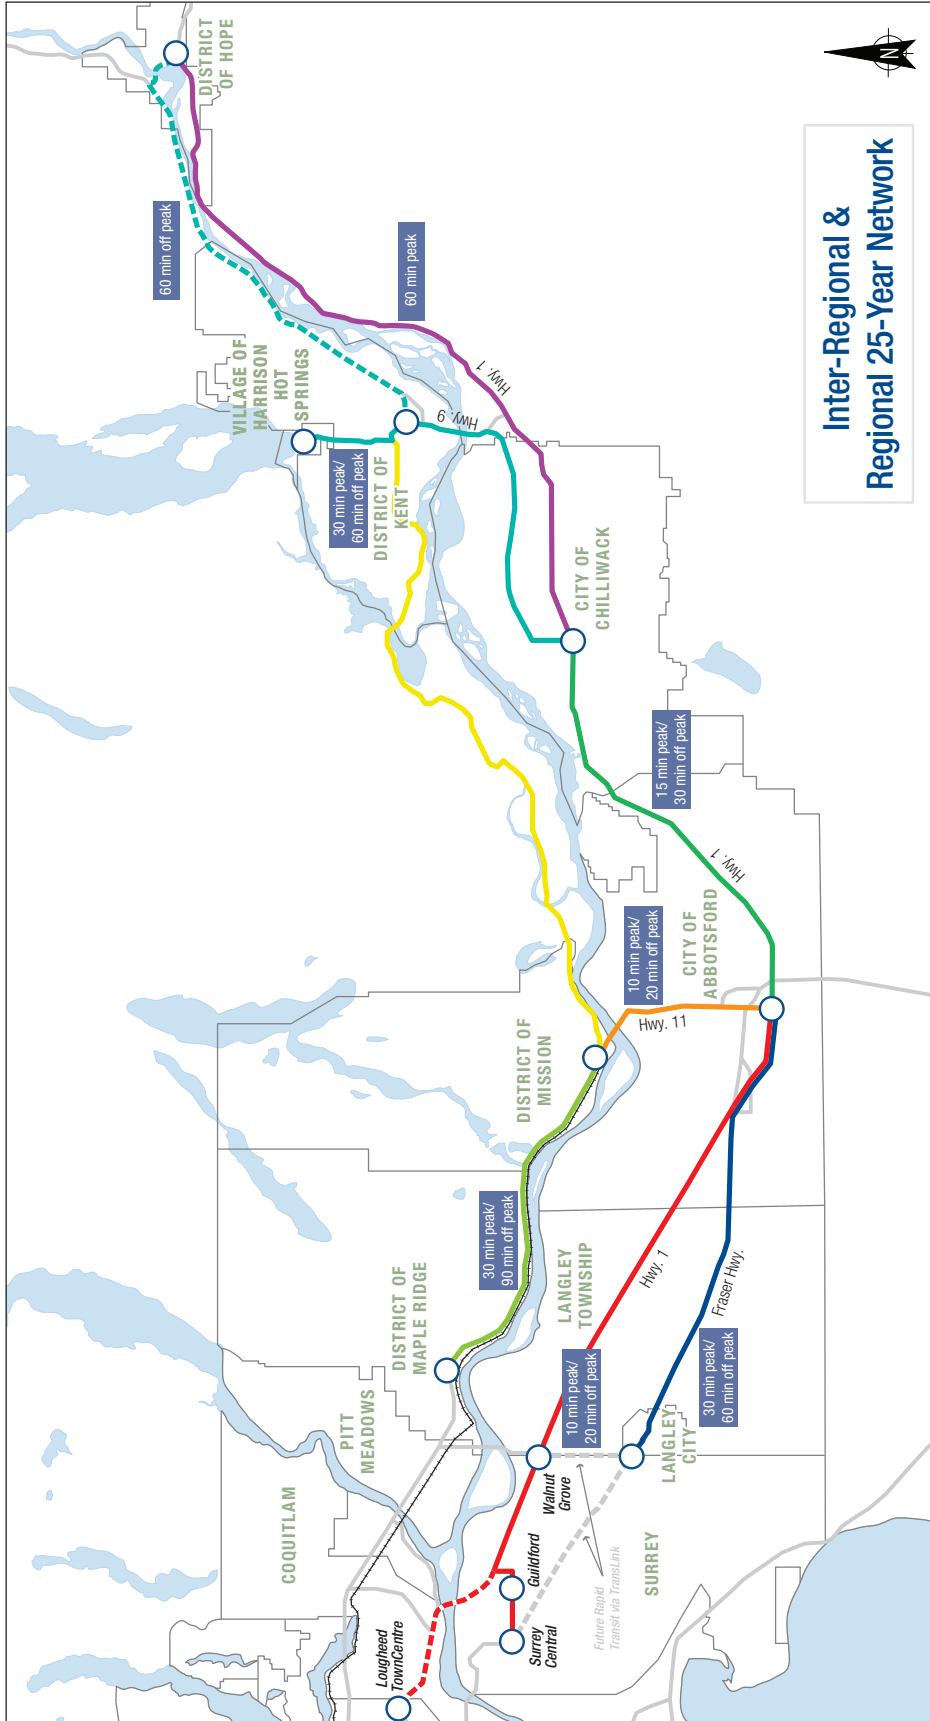 Inter-Regional &
Regional 25-Year Network
N
Lougheed
TownCentre
COQUITLAM
PITT
MEADOWS
DISTRICT OF
MAPLE RIDGE
30 min peak/
90 min off peak
DISTRICT OF
MISSION
Surrey
Central
Guildford
Walnut
Grove
10 min peak/
20 min off peak
LANGLEY
TOWNSHIP
Future Rapid
Transit via TransLink
SURREY
LANGLEY
CITY
30 min peak/
60 min off peak
Fraser Hwy.
Hwy. 1
Hwy. 11
10 min peak/
20 min off peak
CITY OF
ABBOTSFORD
Hwy. 1
15 min peak/
30 min off peak
CITY OF
CHILLIWACK
DISTRICT OF
KENT
30 min peak/
60 min off peak
VILLAGE OF
HARRISON
HOT
SPRINGS
Hwy. 9
Hwy. 1
60 min peak
60 min off peak
DISTRICT
OF HOPE